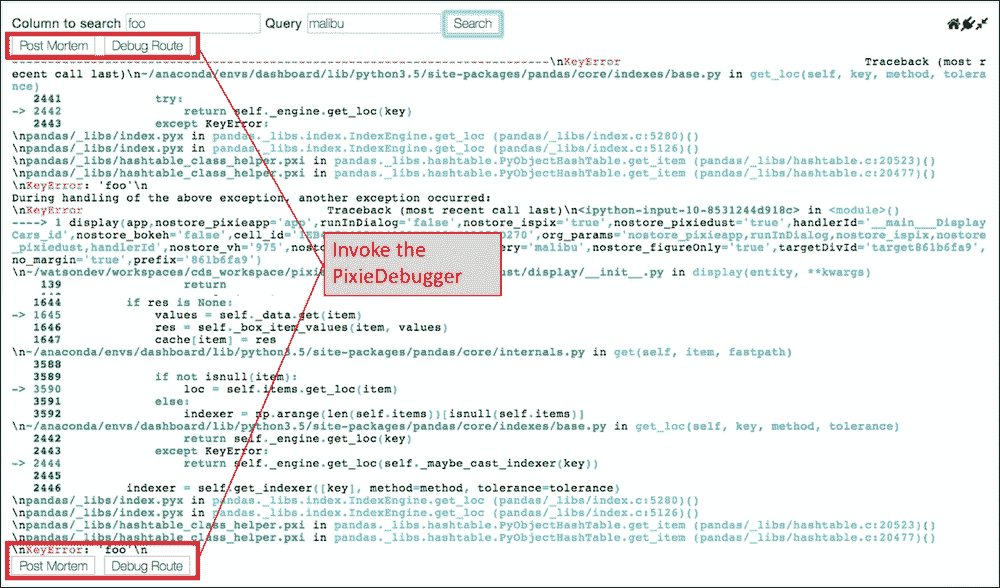 Column to search foo Query malibu Search
Post Mortem Debug Route
---------------------------------------------------------------------------\nKeyError Traceback (most r
ecent call last)\n~/anaconda/envs/dashboard/lib/python3.5/site-packages/pandas/core/indexes/base.py in get_loc(self, key, method, tolera
nce)
2441 try:
-> 2442 return self._engine.get_loc(key)
2443 except KeyError:
\npandas/_libs/index.pyx in pandas._libs.index.IndexEngine.get_loc (pandas/_libs/index.c:5280)()
\npandas/_libs/index.pyx in pandas._libs.index.IndexEngine.get_loc (pandas/_libs/index.c:5126)()
\npandas/_libs/hashtable_class_helper.pxi in pandas._libs.hashtable.PyObjectHashTable.get_item (pandas/_libs/hashtable.c:20523)()
\npandas/_libs/hashtable_class_helper.pxi in pandas._libs.hashtable.PyObjectHashTable.get_item (pandas/_libs/hashtable.c:20477)()
\nKeyError: 'foo'\n
During handling of the above exception, another exception occurred:
\nKeyError Traceback (most recent call last)\n<ipython-input-10-8531244d918c> in <module>()
----> 1 display(app,nostore_pixieapp='app',runInDialog='false',nostore_ispix='true',nostore_pixiedust='true',handlerId='__main___Display
Cars_id',nostore_bokeh='false',cell_id= D270',org_params='nostore_pixieapp,runInDialog,nostore_ispix,nostore
_pixiedust,handlerId',nostore_vh='975', ery='malibu',nostore_figureOnly='true',targetDivId='target861b6fa9',
no_margin='true',prefix='861b6fa9')
Invoke the
PixieDebugger
\n~/watsondev/workspaces/cds_workspace/pixi ust/display/__init__.py in display(entity, **kwargs)
139 return
1644 if res is None:
-> 1645 values = self._data.get(item)
1646 res = self._box_item_values(item, values)
1647 cache[item] = res
\n~/anaconda/envs/dashboard/lib/python3.5/site-packages/pandas/core/internals.py in get(self, item, fastpath)
3588
3589 if not isnull(item):
-> 3590 loc = self.items.get_loc(item)
3591 else:
3592 indexer = np.arange(len(self.items))[isnull(self.items)]
\n~/anaconda/envs/dashboard/lib/python3.5/site-packages/pandas/core/indexes/base.py in get_loc(self, key, method, tolerance)
2442 return self._engine.get_loc(key)
2443 except KeyError:
-> 2444 return self._engine.get_loc(self._maybe_cast_indexer(key))
2445
2446 indexer = self.get_indexer([key], method=method, tolerance=tolerance)
\npandas/_libs/index.pyx in pandas._libs.index.IndexEngine.get_loc (pandas/_libs/index.c:5280)()
\npandas/_libs/index.pyx in pandas._libs.index.IndexEngine.get_loc (pandas/_libs/index.c:5126)()
\npandas/_libs/hashtable_class_helper.pxi in pandas._libs.hashtable.PyObjectHashTable.get_item (pandas/_libs/hashtable.c:20523)()
\npandas/_libs/hashtable_class_helper.pxi in pandas._libs.hashtable.PyObjectHashTable.get_item (pandas/_libs/hashtable.c:20477)()
\nKeyError: 'foo'\n
Post Mortem Debug Route